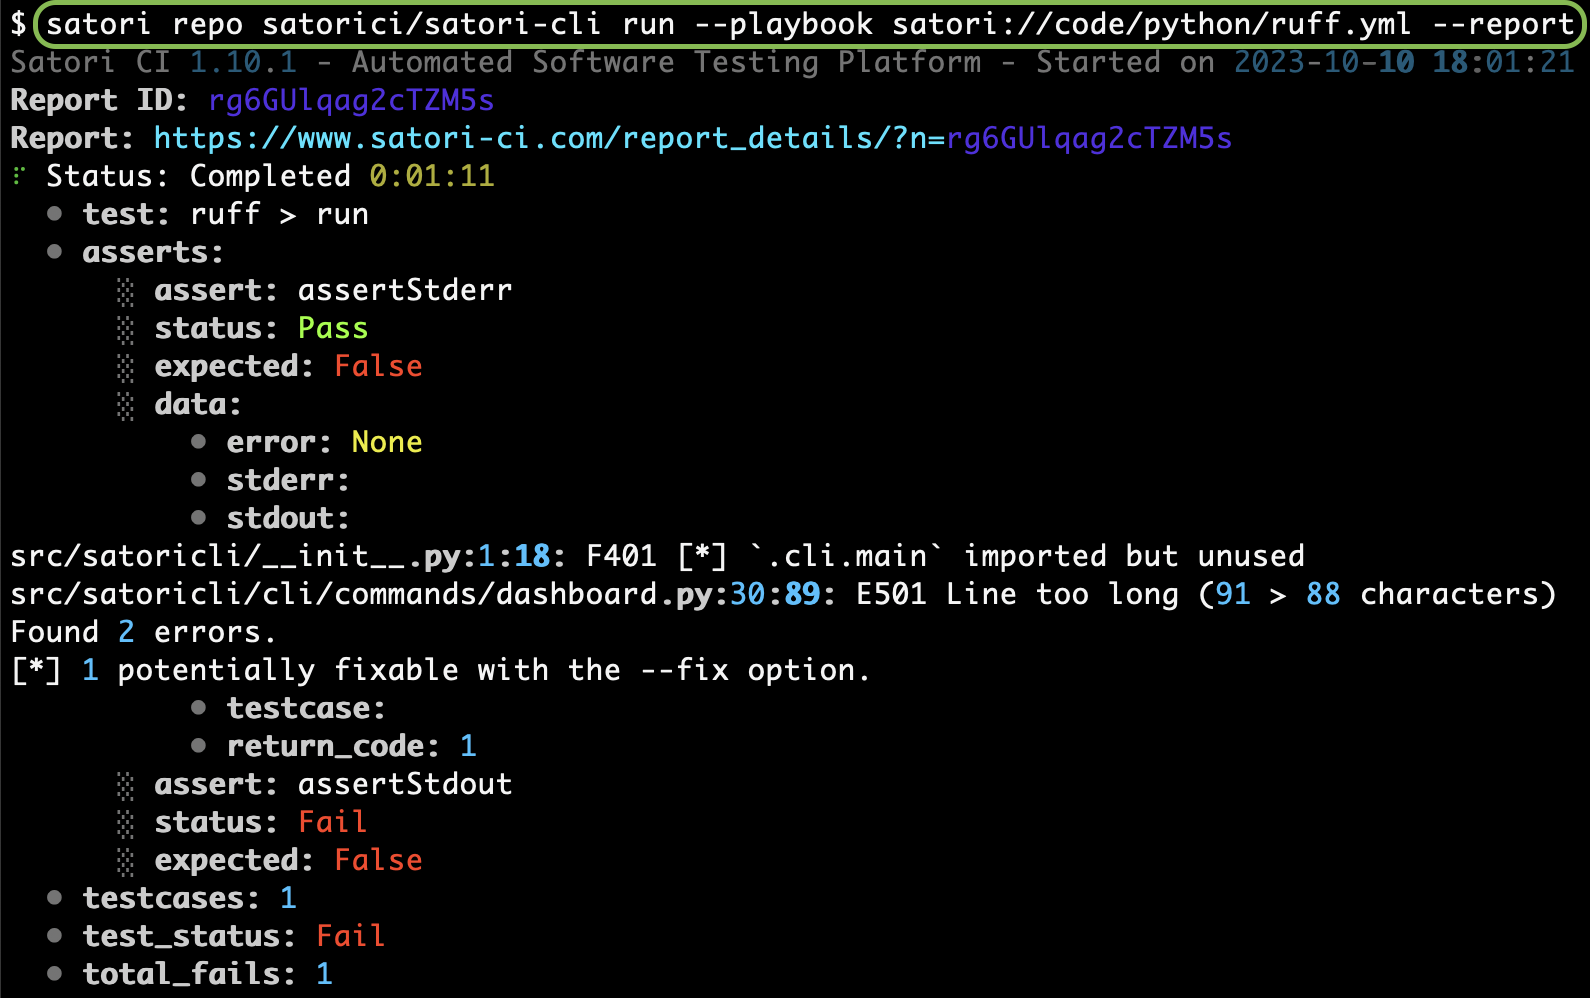 $ satori repo satorici/satori-cli run --playbook satori://code/python/ruff.yml --report
Satori CI 1.10.1 - Automated Software Testing Platform - Started on 2023-10-10 18:01:21
Report ID: rg6GUlqag2cTZM5s
Report: https://www.satori-ci.com/report_details/?n=rg6GUlqag2cTZM5s
⠏ Status: Completed 0:01:11
● test: ruff > run
● asserts:
░ assert: assertStderr
░ status: Pass
░ expected: False
░ data:
● error: None
● stderr:
● stdout:
src/satoricli/__init__.py:1:18: F401 [*] `.cli.main` imported but unused
src/satoricli/cli/commands/dashboard.py:30:89: E501 Line too long (91 > 88 characters)
Found 2 errors.
[*] 1 potentially fixable with the --fix option.
● testcase:
● return_code: 1
░ assert: assertStdout
░ status: Fail
░ expected: False
● testcases: 1
● test_status: Fail
● total_fails: 1